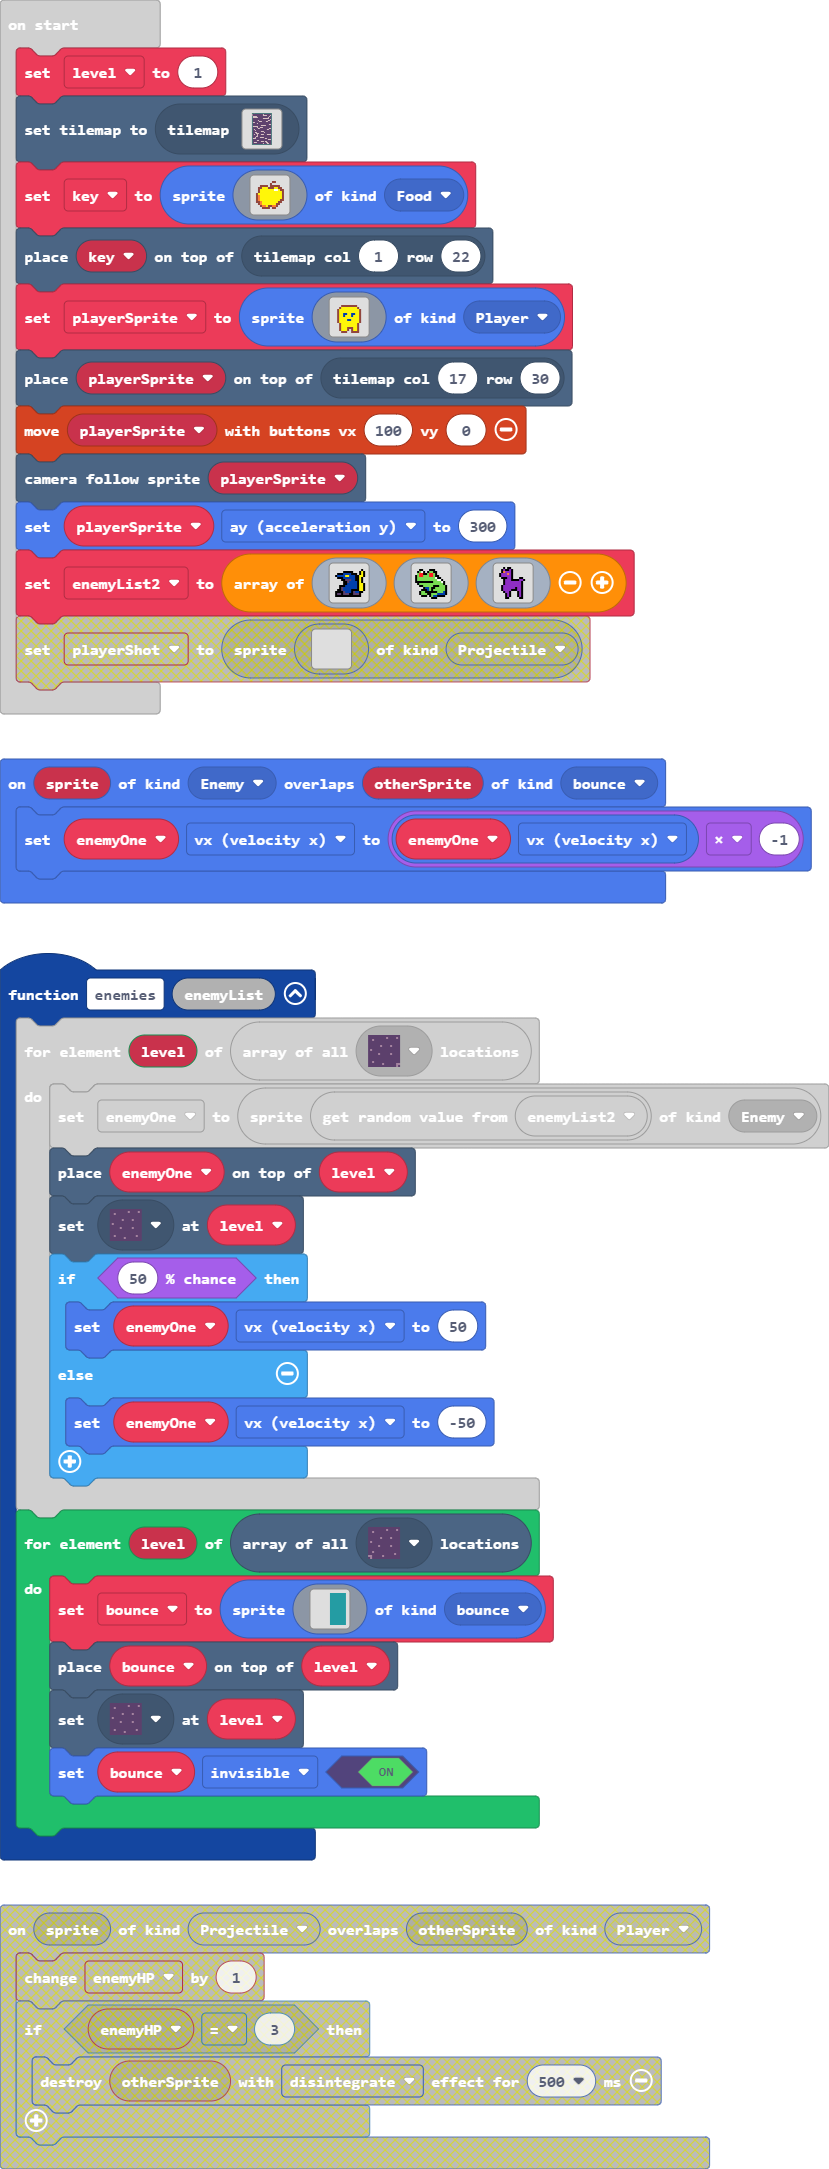 on start
set level to 1
set tilemap to tilemap
set key to sprite of kind Food
place key on top of tilemap col 1 row 22
set playerSprite to sprite of kind Player
place playerSprite on top of tilemap col 17 row 30
move playerSprite with buttons vx 100 vy 0
camera follow sprite playerSprite
set playerSprite ay (acceleration y) to 300
set enemyList2 to array of
set playerShot to sprite of kind Projectile
on sprite of kind Enemy overlaps otherSprite of kind bounce
set enemyOne vx (velocity x) to enemyOne vx (velocity x) × -1
function enemies enemyList
for element level of array of all locations
do
set enemyOne to sprite get random value from enemyList2 of kind Enemy
place enemyOne on top of level
set at level
if 50 % chance then
set enemyOne vx (velocity x) to 50
else
set enemyOne vx (velocity x) to -50
for element level of array of all locations
do
set bounce to sprite of kind bounce
place bounce on top of level
set at level
set bounce invisible ON
on sprite of kind Projectile overlaps otherSprite of kind Player
change enemyHP by 1
if enemyHP = 3 then
destroy otherSprite with disintegrate effect for 500 ms